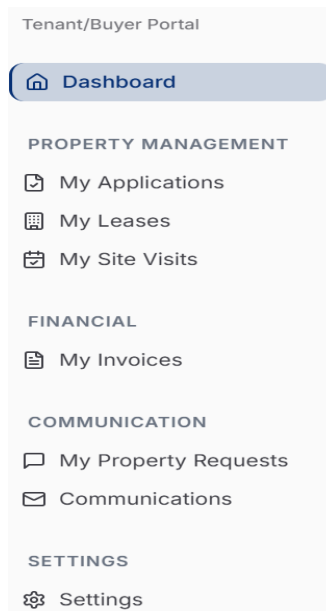 Tenant/Buyer Portal
Dashboard
PROPERTY MANAGEMENT
My Applications
My Leases
My Site Visits
FINANCIAL
My Invoices
COMMUNICATION
My Property Requests
Communications
SETTINGS
Settings